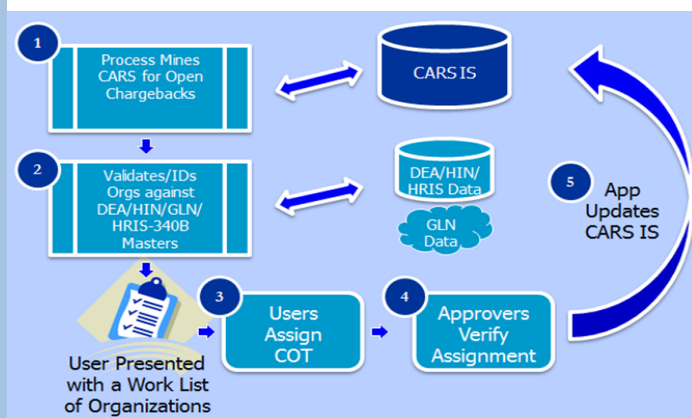 1
Process Mines
CARS for Open
Chargebacks
CARS IS
2
Validates/IDs
Orgs against
DEA/HIN/GLN/
HRIS-340B
Masters
DEA/HIN/
HRIS Data
GLN
Data
5
App
Updates
CARS IS
User Presented
with a Work List
of Organizations
3
Users
Assign
COT
4
Approvers
Verify
Assignment